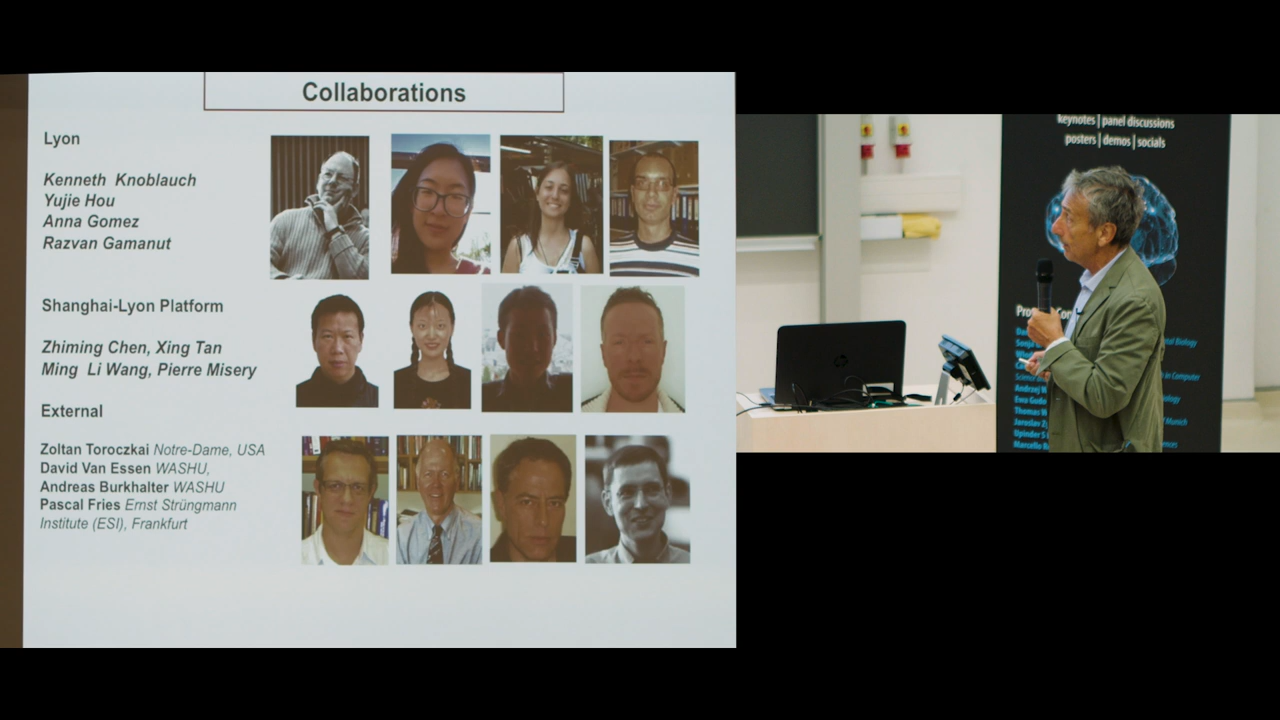 Collaborations
Lyon
Kenneth Knoblauch
Yujie Hou
Anna Gomez
Razvan Gamanut
Shanghai-Lyon Platform
Zhiming Chen, Xing Tan
Ming Li Wang, Pierre Misery
External
Zoltan Toroczkai Notre-Dame, USA
David Van Essen WASHU,
Andreas Burkhalter WASHU
Pascal Fries Ernst Strüngmann
Institute (ESI), Frankfurt
keynotes | panel discussions
posters | demos | socials
hp